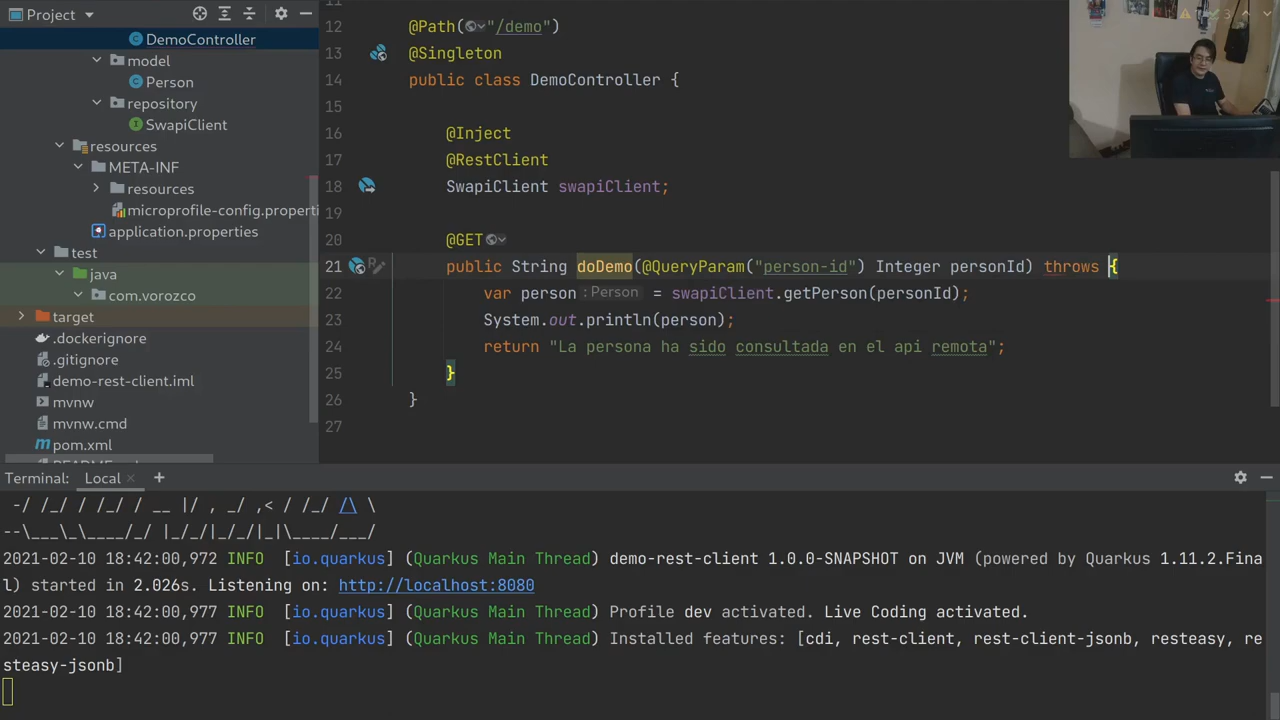 Project
DemoController
model
Person
repository
SwapiClient
resources
META-INF
resources
microprofile-config.properti
application.properties
test
java
com.vorozco
target
.dockerignore
.gitignore
demo-rest-client.iml
mvnw
mvnw.cmd
pom.xml
12 @Path("/demo")
13 @Singleton
14 public class DemoController {
15
16 @Inject
17 @RestClient
18 SwapiClient swapiClient;
19
20 @GET
21 public String doDemo(@QueryParam("person-id") Integer personId) throws {
22 var person : Person = swapiClient.getPerson(personId);
23 System.out.println(person);
24 return "La persona ha sido consultada en el api remota";
25 }
26 }
27
3
Terminal: Local
-/ /_/ / /_/ / __ |/ , _/ ,< / /_/ /\ \
--\___\_\____/_/ |_/_/|_/_/|_|\____/___/
2021-02-10 18:42:00,972 INFO [io.quarkus] (Quarkus Main Thread) demo-rest-client 1.0.0-SNAPSHOT on JVM (powered by Quarkus 1.11.2.Fina
l) started in 2.026s. Listening on: http://localhost:8080
2021-02-10 18:42:00,977 INFO [io.quarkus] (Quarkus Main Thread) Profile dev activated. Live Coding activated.
2021-02-10 18:42:00,977 INFO [io.quarkus] (Quarkus Main Thread) Installed features: [cdi, rest-client, rest-client-jsonb, resteasy, re
steasy-jsonb]